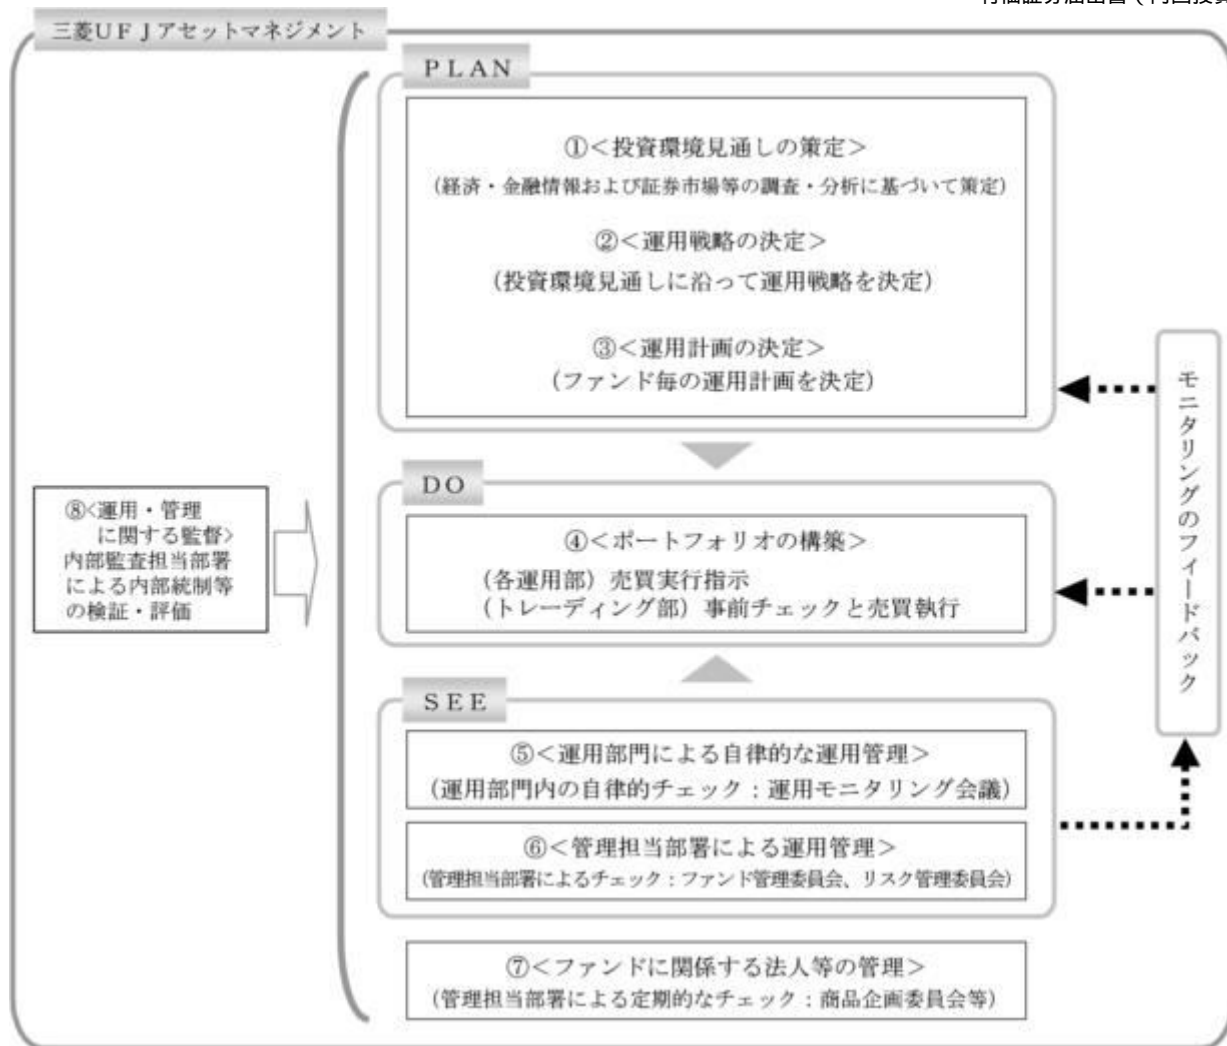 有価証券届出書(内国投資
三菱UFJアセットマネジメント
PLAN
①<投資環境見通しの策定>
(経済・金融情報および証券市場等の調査・分析に基づいて策定)
②<運用戦略の決定>
(投資環境見通しに沿って運用戦略を決定)
③<運用計画の決定>
(ファンド毎の運用計画を決定)
DO
④<ポートフォリオの構築>
(各運用部)売買実行指示
(トレーディング部)事前チェックと売買執行
SEE
⑤<運用部門による自律的な運用管理>
(運用部門内の自律的チェック:運用モニタリング会議)
⑥<管理担当部署による運用管理>
(管理担当部署によるチェック:ファンド管理委員会、リスク管理委員会)
⑦<ファンドに関係する法人等の管理>
(管理担当部署による定期的なチェック:商品企画委員会等)
⑧<運用・管理
に関する監督>
内部監査担当部署
による内部統制等
の検証・評価
モニタリングのフィードバック